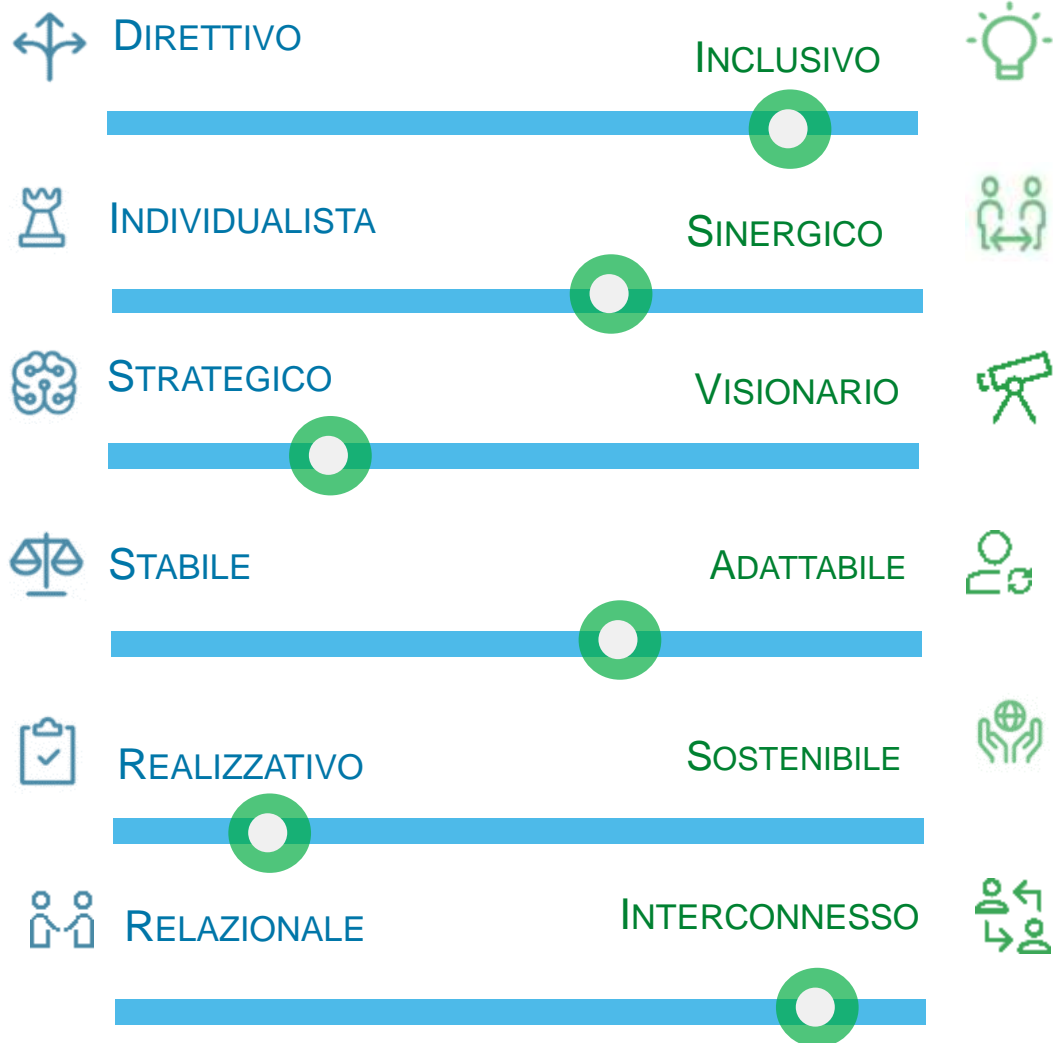 DIRETTIVO
INCLUSIVO
INDIVIDUALISTA
SINERGICO
STRATEGICO
VISIONARIO
STABILE
ADATTABILE
REALIZZATIVO
SOSTENIBILE
RELAZIONALE
INTERCONNESSO